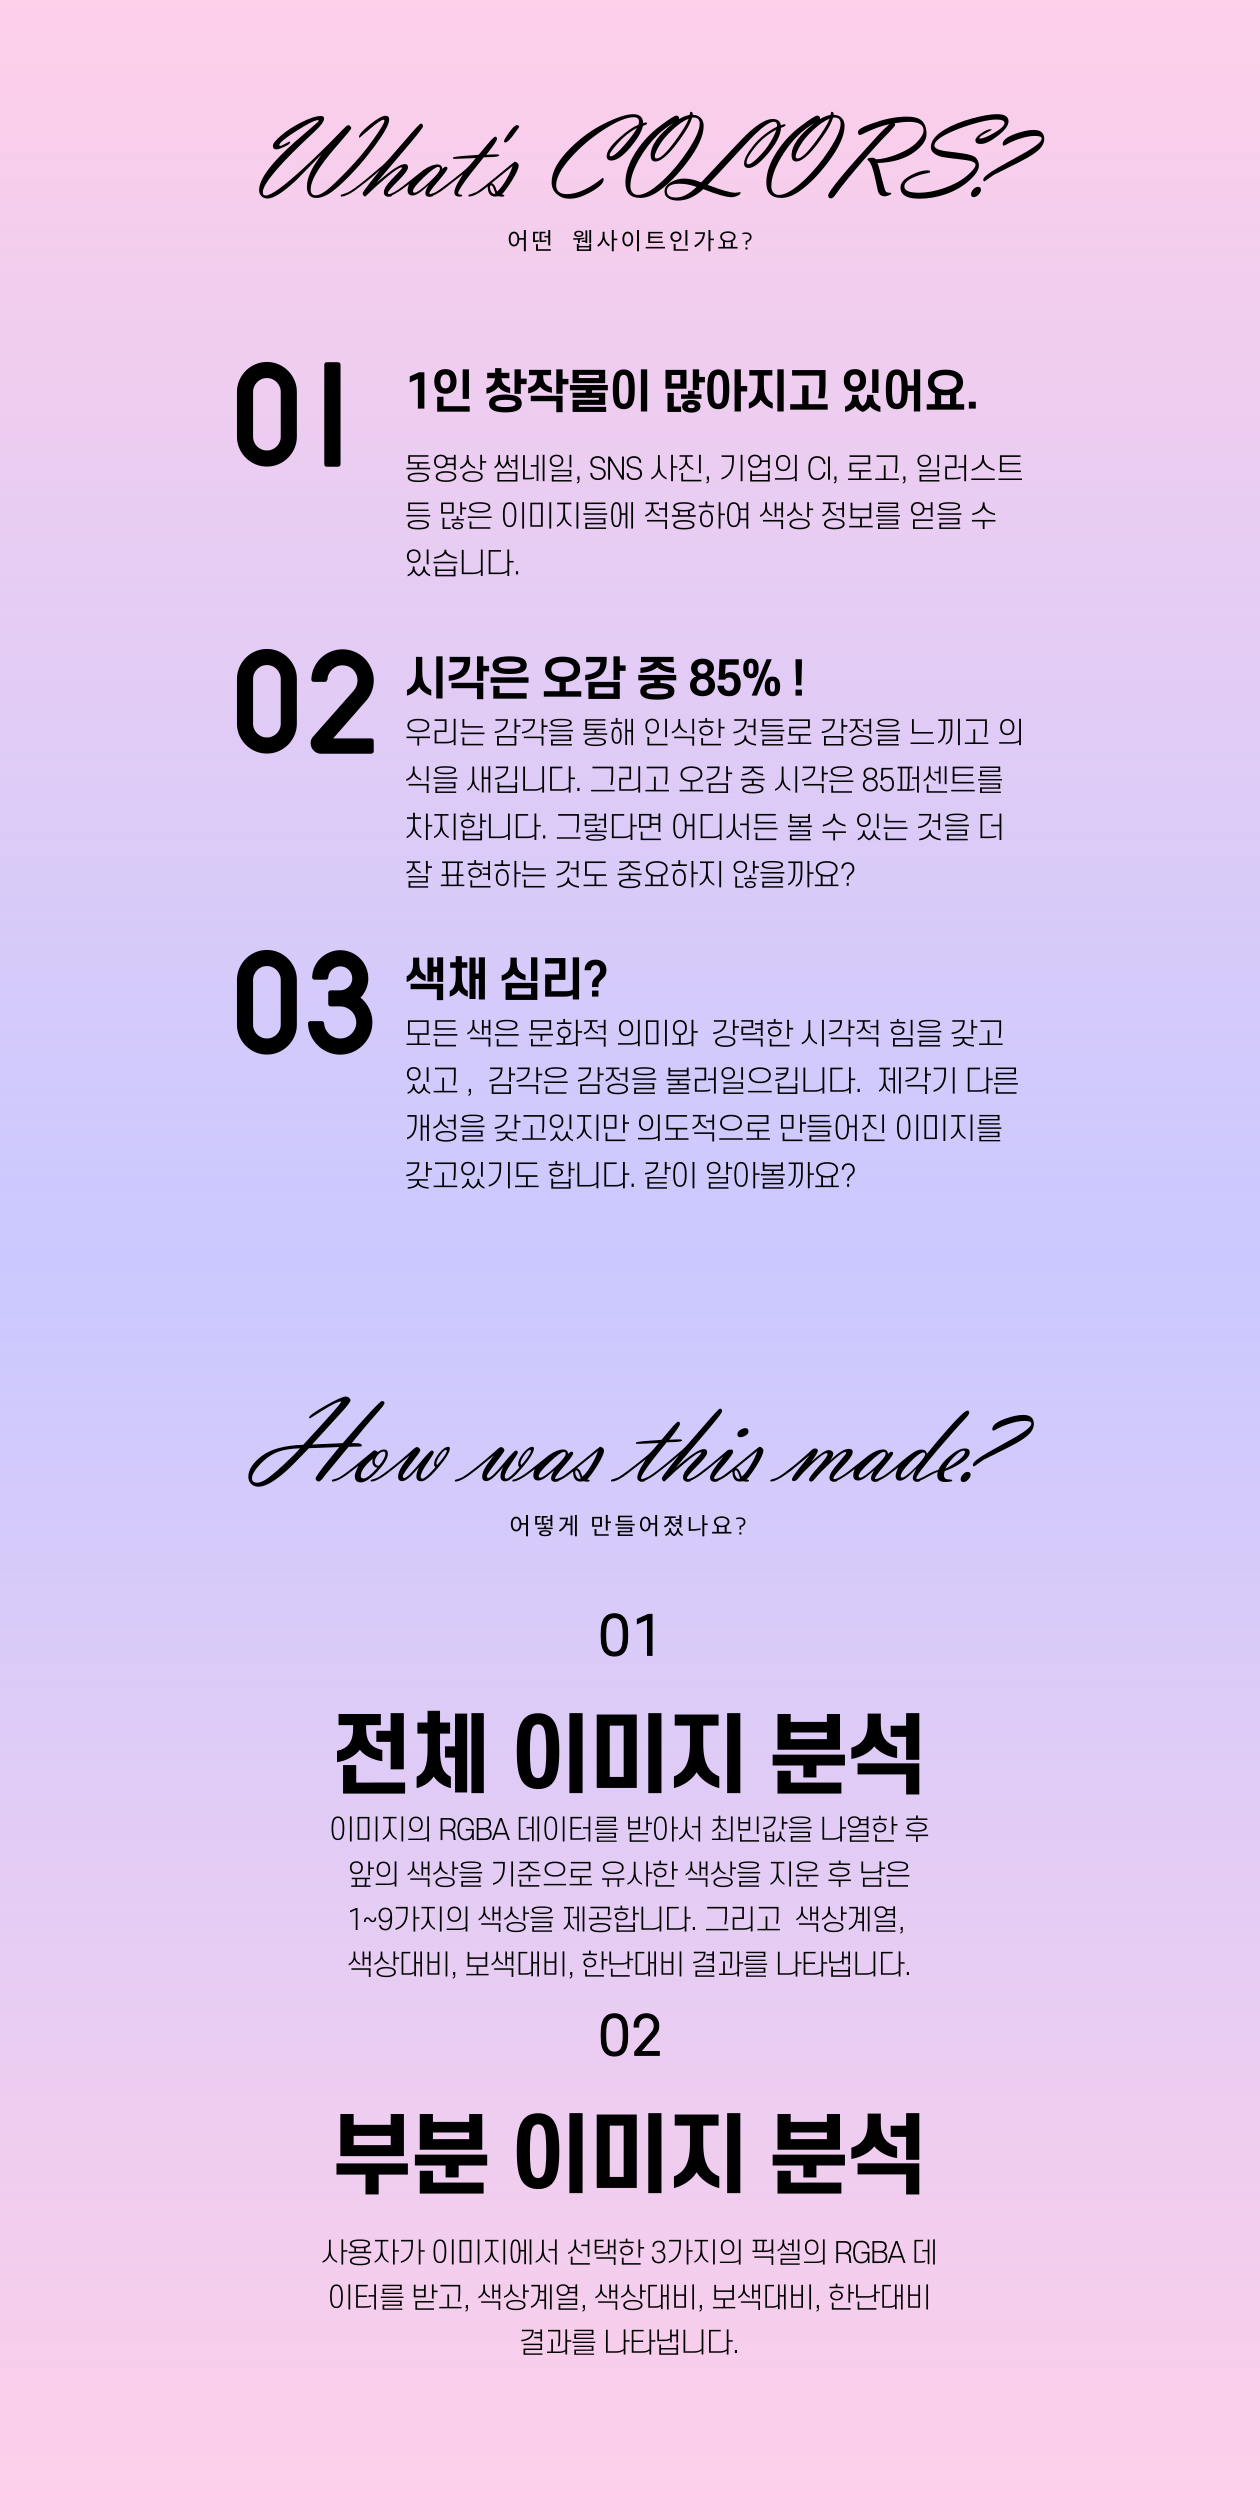 What's COLORS?
어떤 웹사이트인가요?
01
1인 창작물이 많아지고 있어요.
동영상 썸네일, SNS 사진, 기업의 CI, 로고, 일러스트
등 많은 이미지들에 적용하여 색상 정보를 얻을 수
있습니다.
02
시각은 오감 중 85% !
우리는 감각을 통해 인식한 것들로 감정을 느끼고 의
식을 새깁니다. 그리고 오감 중 시각은 85퍼센트를
차지합니다. 그렇다면 어디서든 볼 수 있는 것을 더
잘 표현하는 것도 중요하지 않을까요?
03
색채 심리?
모든 색은 문화적 의미와 강력한 시각적 힘을 갖고
있고 , 감각은 감정을 불러일으킵니다. 제각기 다른
개성을 갖고있지만 의도적으로 만들어진 이미지를
갖고있기도 합니다. 같이 알아볼까요?
How was this made?
어떻게 만들어졌나요?
01
전체 이미지 분석
이미지의 RGBA 데이터를 받아서 최빈값을 나열한 후
앞의 색상을 기준으로 유사한 색상을 지운 후 남은
1~9가지의 색상을 제공합니다. 그리고 색상계열,
색상대비, 보색대비, 한난대비 결과를 나타냅니다.
02
부분 이미지 분석
사용자가 이미지에서 선택한 3가지의 픽셀의 RGBA 데
이터를 받고, 색상계열, 색상대비, 보색대비, 한난대비
결과를 나타냅니다.